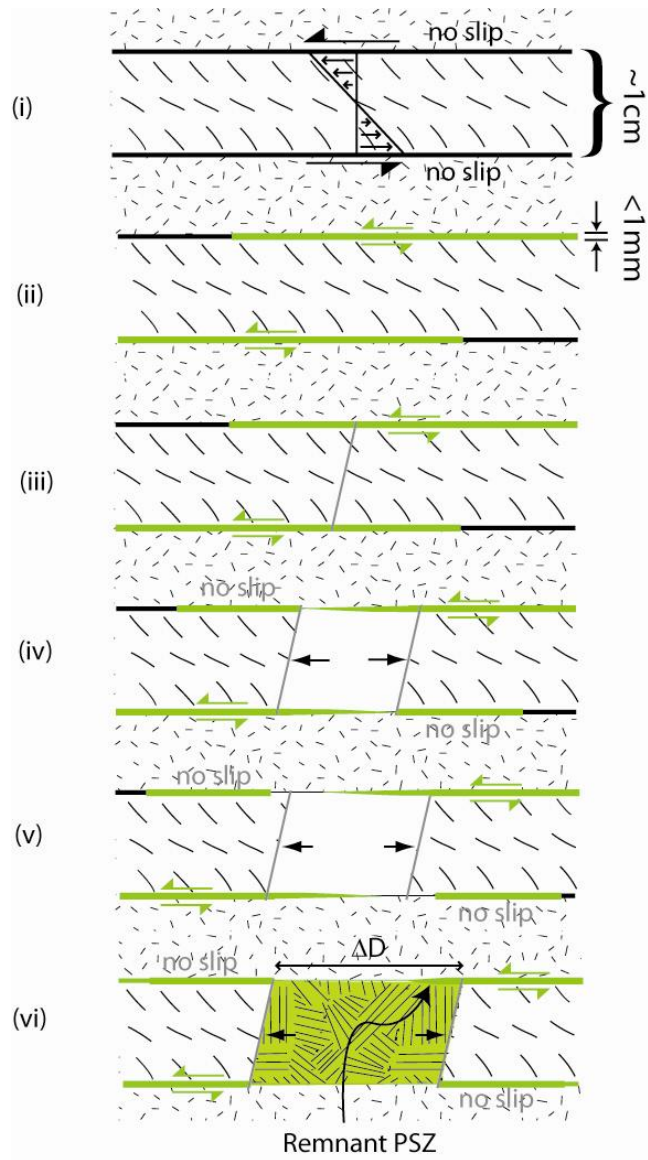 no slip
(i)
~1cm
no slip
<1mm
(ii)
(iii)
no slip
(iv)
no slip
no slip
(v)
no slip
ΔD
no slip
(vi)
no slip
Remnant PSZ